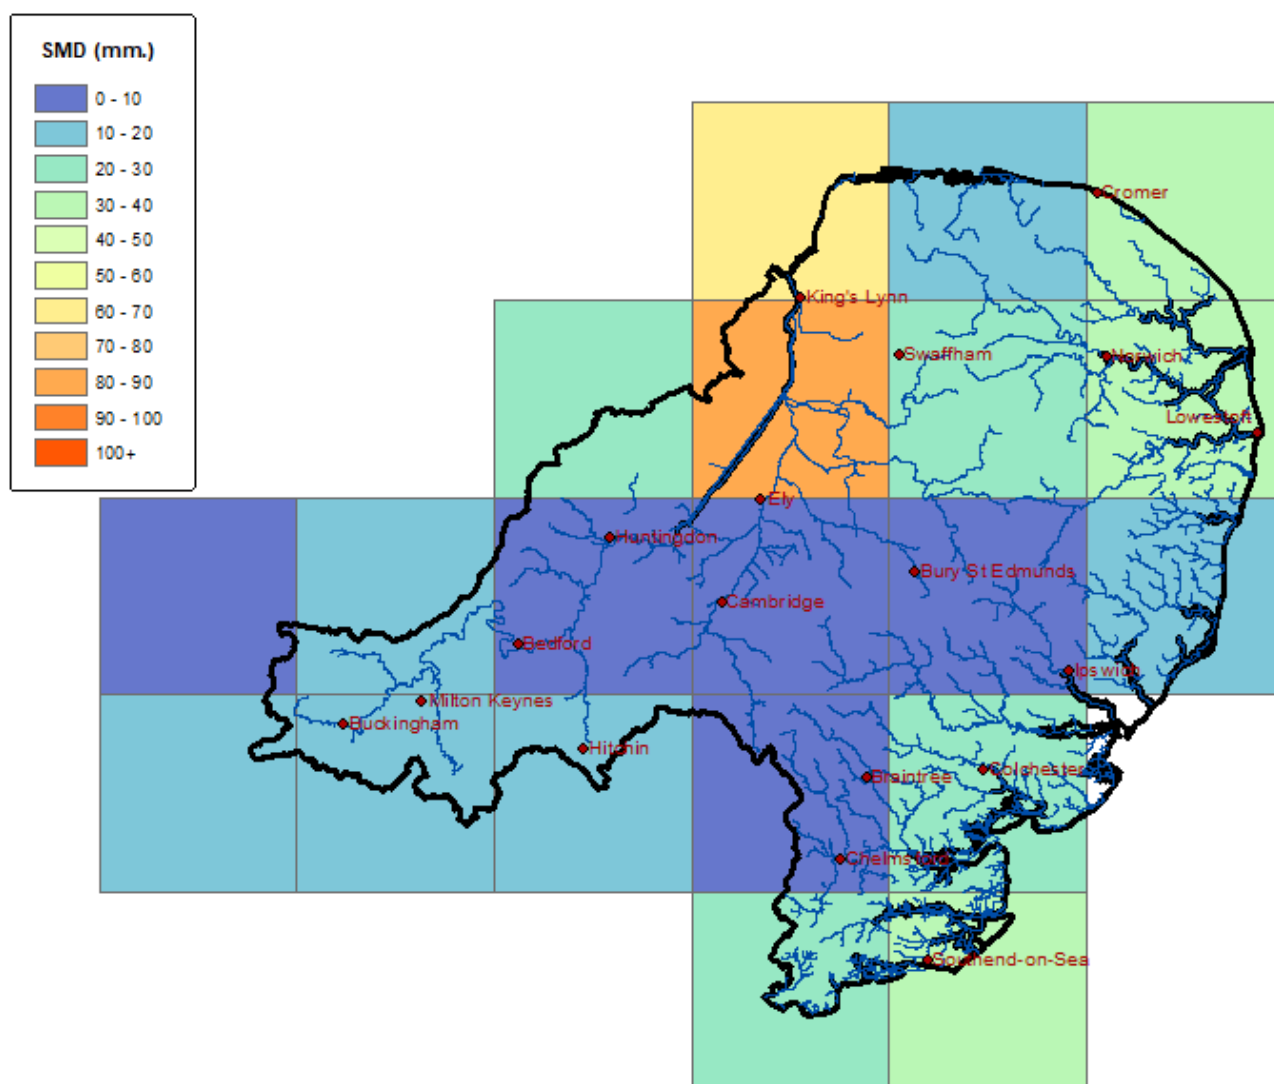 SMD (mm.)
0 - 10
10 - 20
20 - 30
30 - 40
40 - 50
50 - 60
60 - 70
70 - 80
80 - 90
90 - 100
100+
Cromer
King's Lynn
Swaffham
Norwich
Lowestoft
Ely
Huntingdon
Bury St Edmunds
Cambridge
Bedford
Ipswich
Milton Keynes
Buckingham
Hitchin
Colchester
Braintree
Chelmsford
Southend-on-Sea